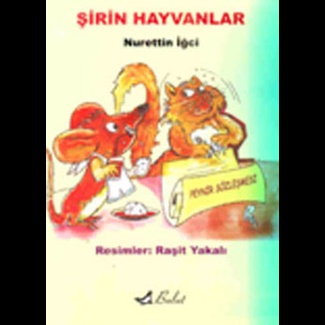 ŞİRİN HAYVANLAR
Nurettin İğci
PEYNİR SÖZLEŞMESİ
Resimler: Raşit Yakalı
Bulut